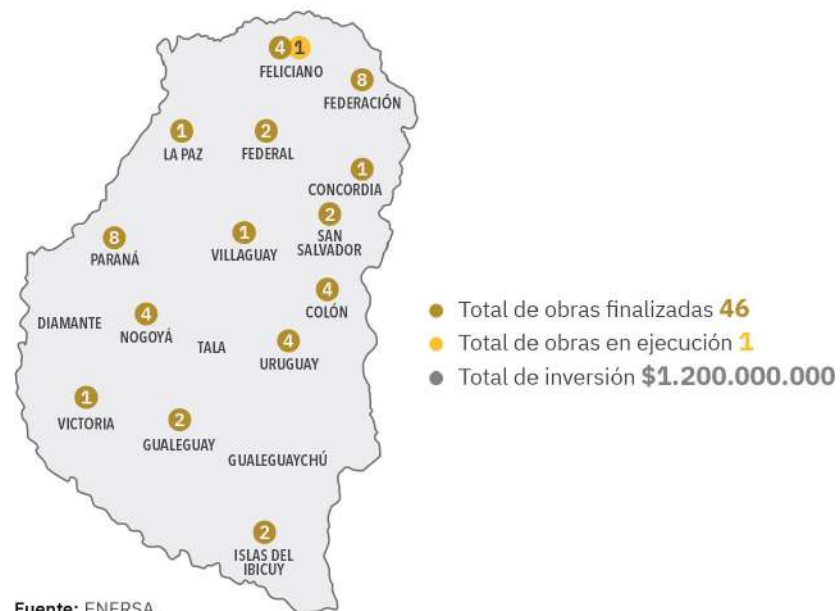 4 1
FELICIANO
8
FEDERACIÓN
1
LA PAZ
2
FEDERAL
1
CONCORDIA
2
SAN
SALVADOR
8
PARANÁ
1
VILLAGUAY
4
COLÓN
DIAMANTE
4
NOGOYÁ
TALA
4
URUGUAY
1
VICTORIA
2
GUALEGUAY
GUALEGUAYCHÚ
2
ISLAS DEL
IBICUY
Total de obras finalizadas 46
Total de obras en ejecución 1
Total de inversión $1.200.000.000
Fuente: ENERSA